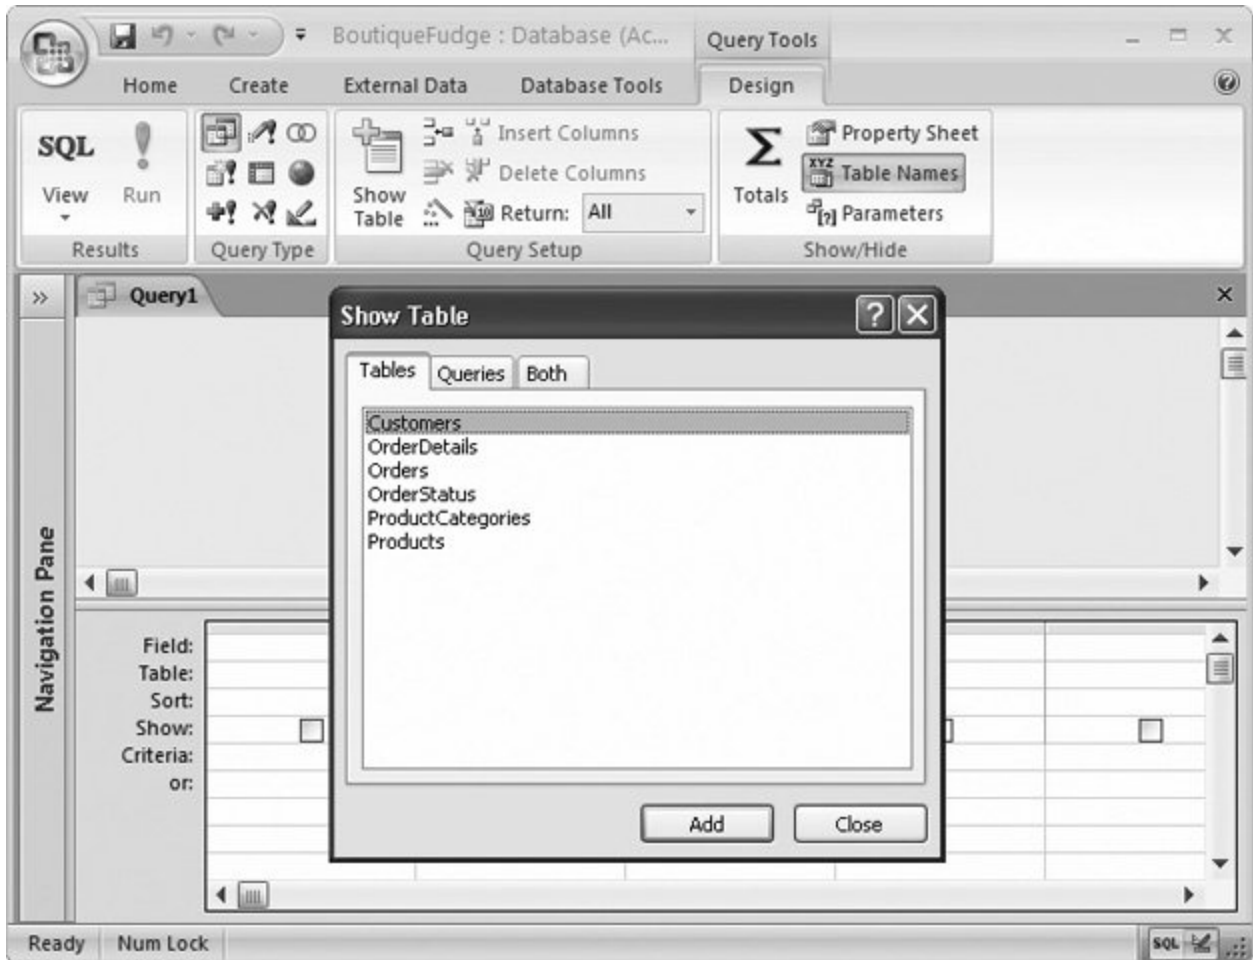 BoutiqueFudge : Database (Ac... Query Tools
Home Create External Data Database Tools Design
SQL View
Run
Results
Query Type
Show Table
Insert Columns
Delete Columns
Return: All
Query Setup
Σ Totals
Property Sheet
XYZ Table Names
[?] Parameters
Show/Hide
» Query1
Navigation Pane
Show Table
Tables Queries Both
Customers
OrderDetails
Orders
OrderStatus
ProductCategories
Products
Add Close
Field:
Table:
Sort:
Show:
Criteria:
or:
Ready Num Lock SQL